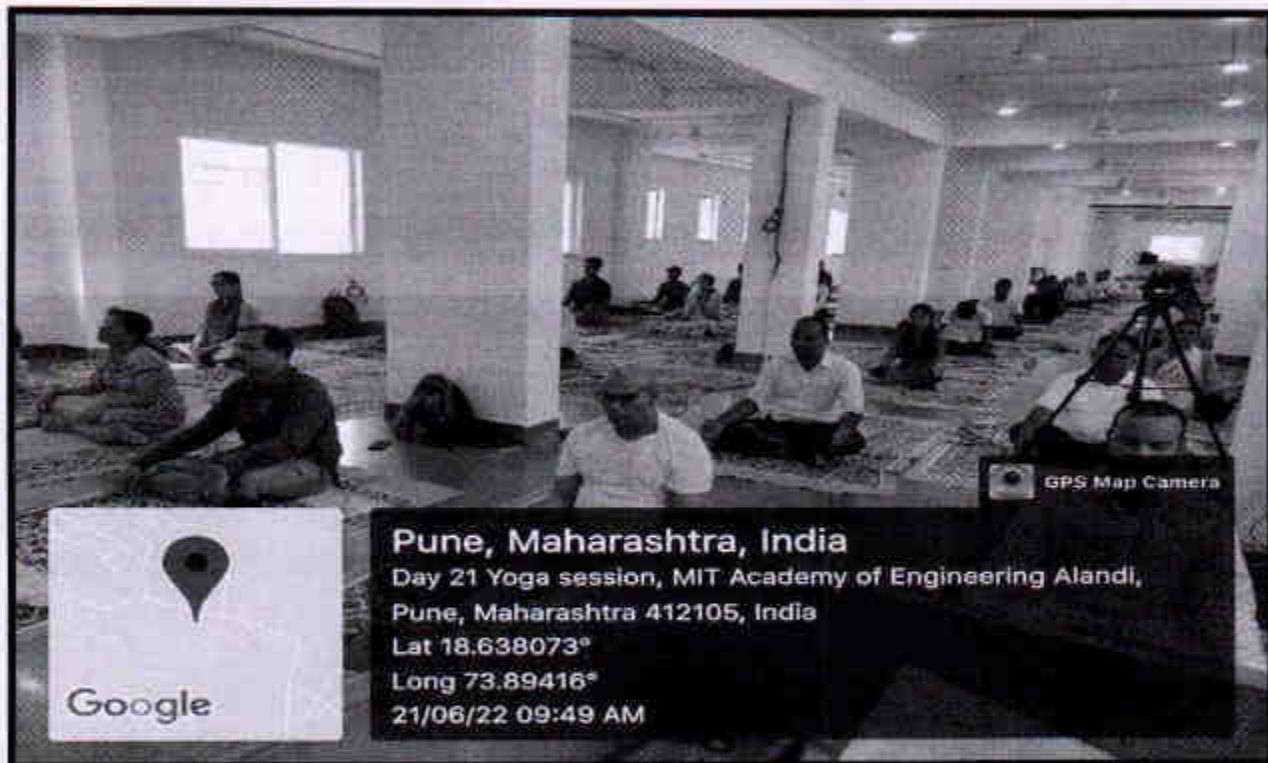 GPS Map Camera
Pune, Maharashtra, India
Day 21 Yoga session, MIT Academy of Engineering Alandi,
Pune, Maharashtra 412105, India
Lat 18.638073°
Long 73.89416°
21/06/22 09:49 AM
Google